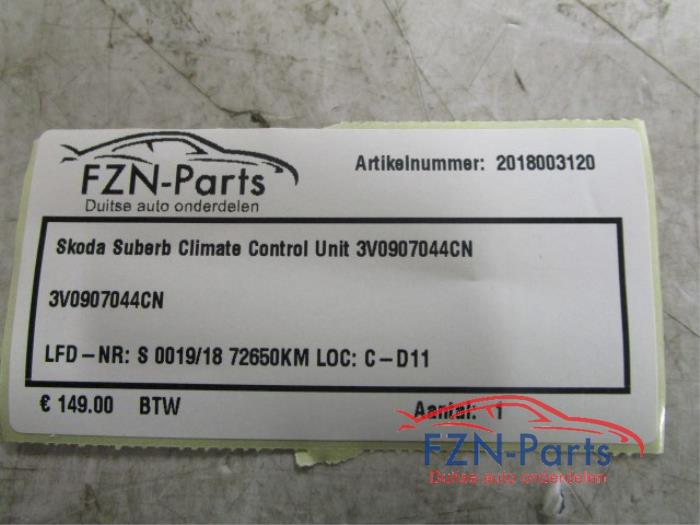 FZN-Parts
Duitse auto onderdelen
Artikelnummer: 2018003120
Skoda Suberb Climate Control Unit 3V0907044CN
3V0907044CN
LFD-NR: S 0019/18 72650KM LOC: C-D11
€ 149.00 BTW
Aantal: 1
FZN-Parts
Duitse auto onderdelen